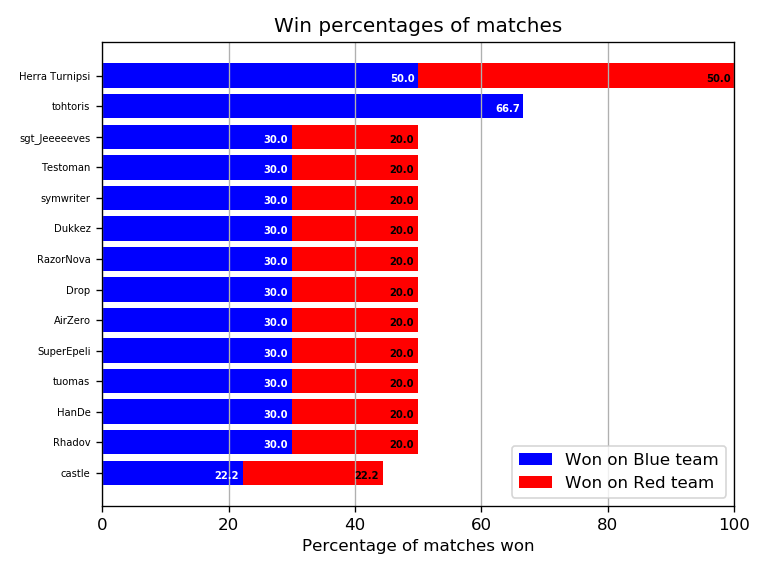 Win percentages of matches
Herra Turnipsi 50.0 50.0
tohtoris 66.7
sgt_Jeeeeeves 30.0 20.0
Testoman 30.0 20.0
symwriter 30.0 20.0
Dukkez 30.0 20.0
RazorNova 30.0 20.0
Drop 30.0 20.0
AirZero 30.0 20.0
SuperEpeli 30.0 20.0
tuomas 30.0 20.0
HanDe 30.0 20.0
Rhadov 30.0 20.0
castle 22.2 22.2
Won on Blue team
Won on Red team
0 20 40 60 80 100
Percentage of matches won